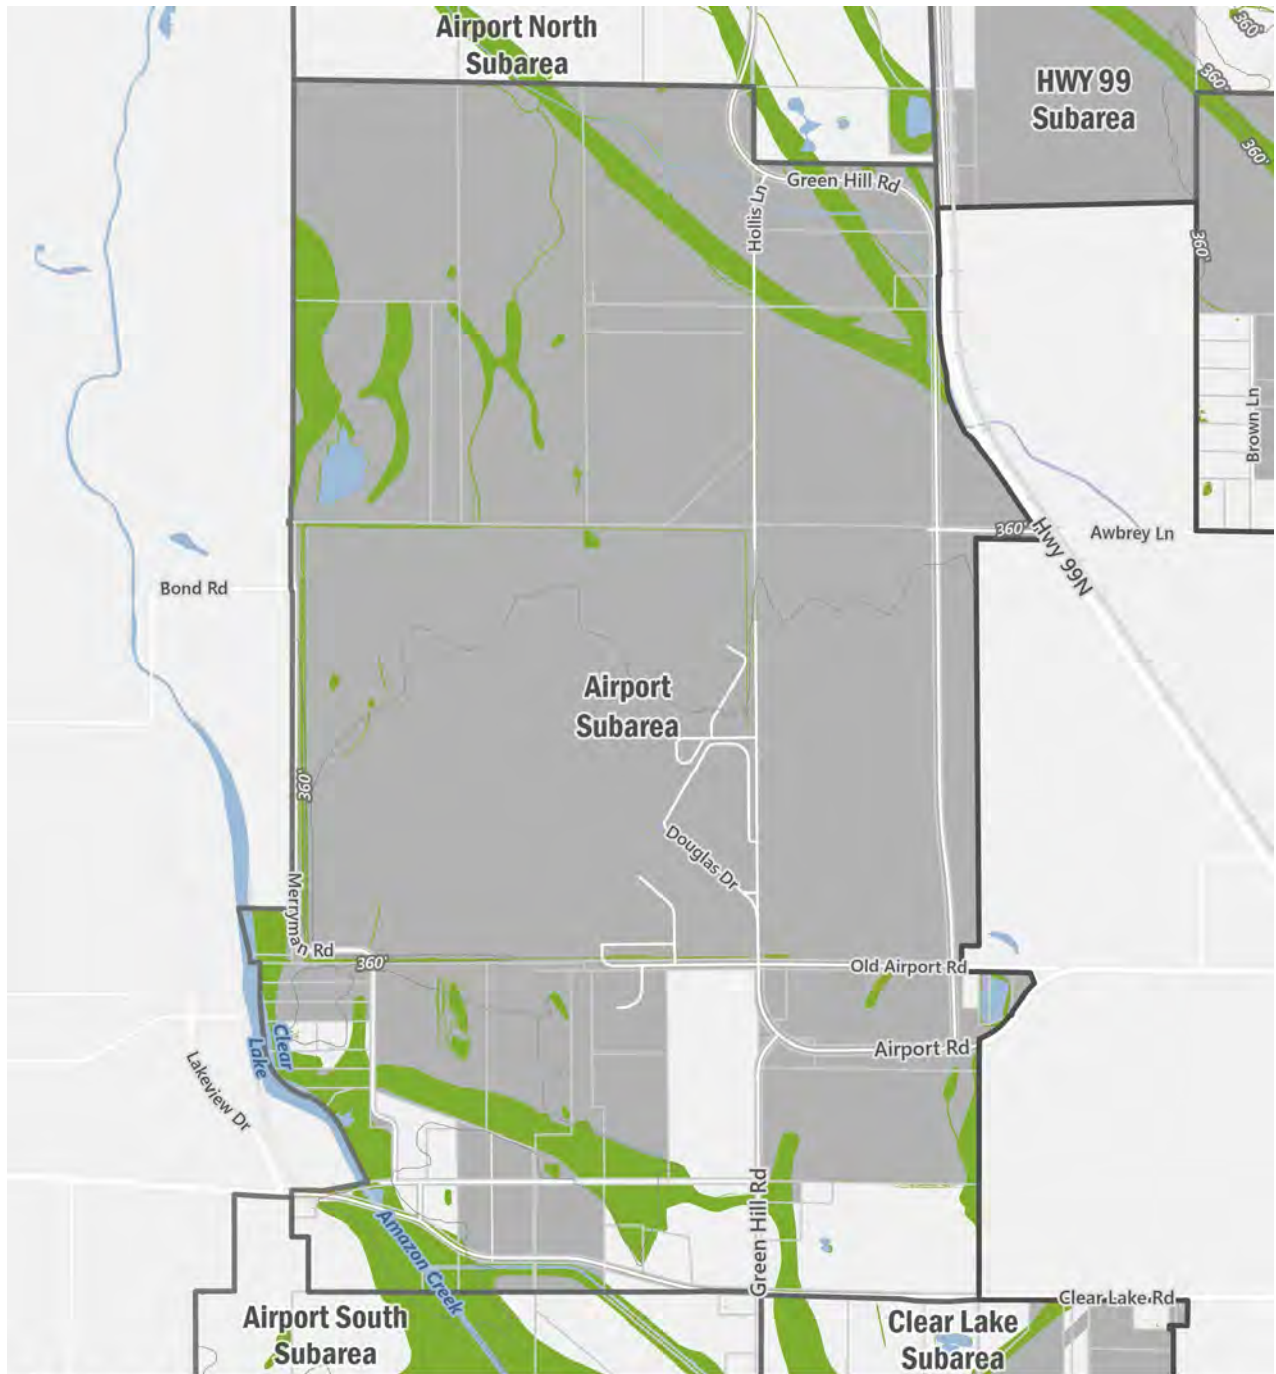 Airport North
Subarea
HWY 99
Subarea
360'
360'
360'
Green Hill Rd
Hollis Ln
360'
Brown Ln
360'
Hwy 99N
Awbrey Ln
Bond Rd
Airport
Subarea
360'
Douglas Dr
Merryman Rd
360'
Old Airport Rd
Clear
Lake
Airport Rd
Lakeview Dr
Green Hill Rd
Amazon Creek
Clear Lake Rd
Airport South
Subarea
Clear Lake
Subarea